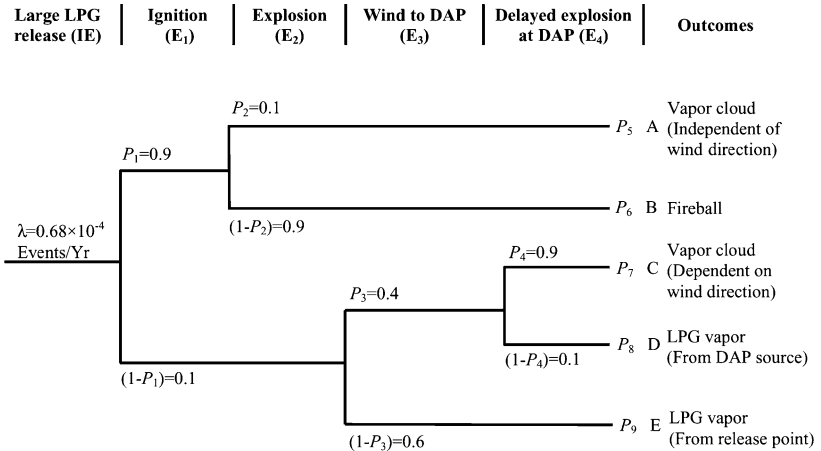 Large LPG release (IE)
Ignition (E₁)
Explosion (E₂)
Wind to DAP (E₃)
Delayed explosion at DAP (E₄)
Outcomes
P₂=0.1
P₅ A Vapor cloud (Independent of wind direction)
P₁=0.9
(1-P₂)=0.9
P₆ B Fireball
λ=0.68×10⁻⁴ Events/Yr
P₄=0.9
P₇ C Vapor cloud (Dependent on wind direction)
P₃=0.4
(1-P₄)=0.1
P₈ D LPG vapor (From DAP source)
(1-P₁)=0.1
P₉ E LPG vapor (From release point)
(1-P₃)=0.6